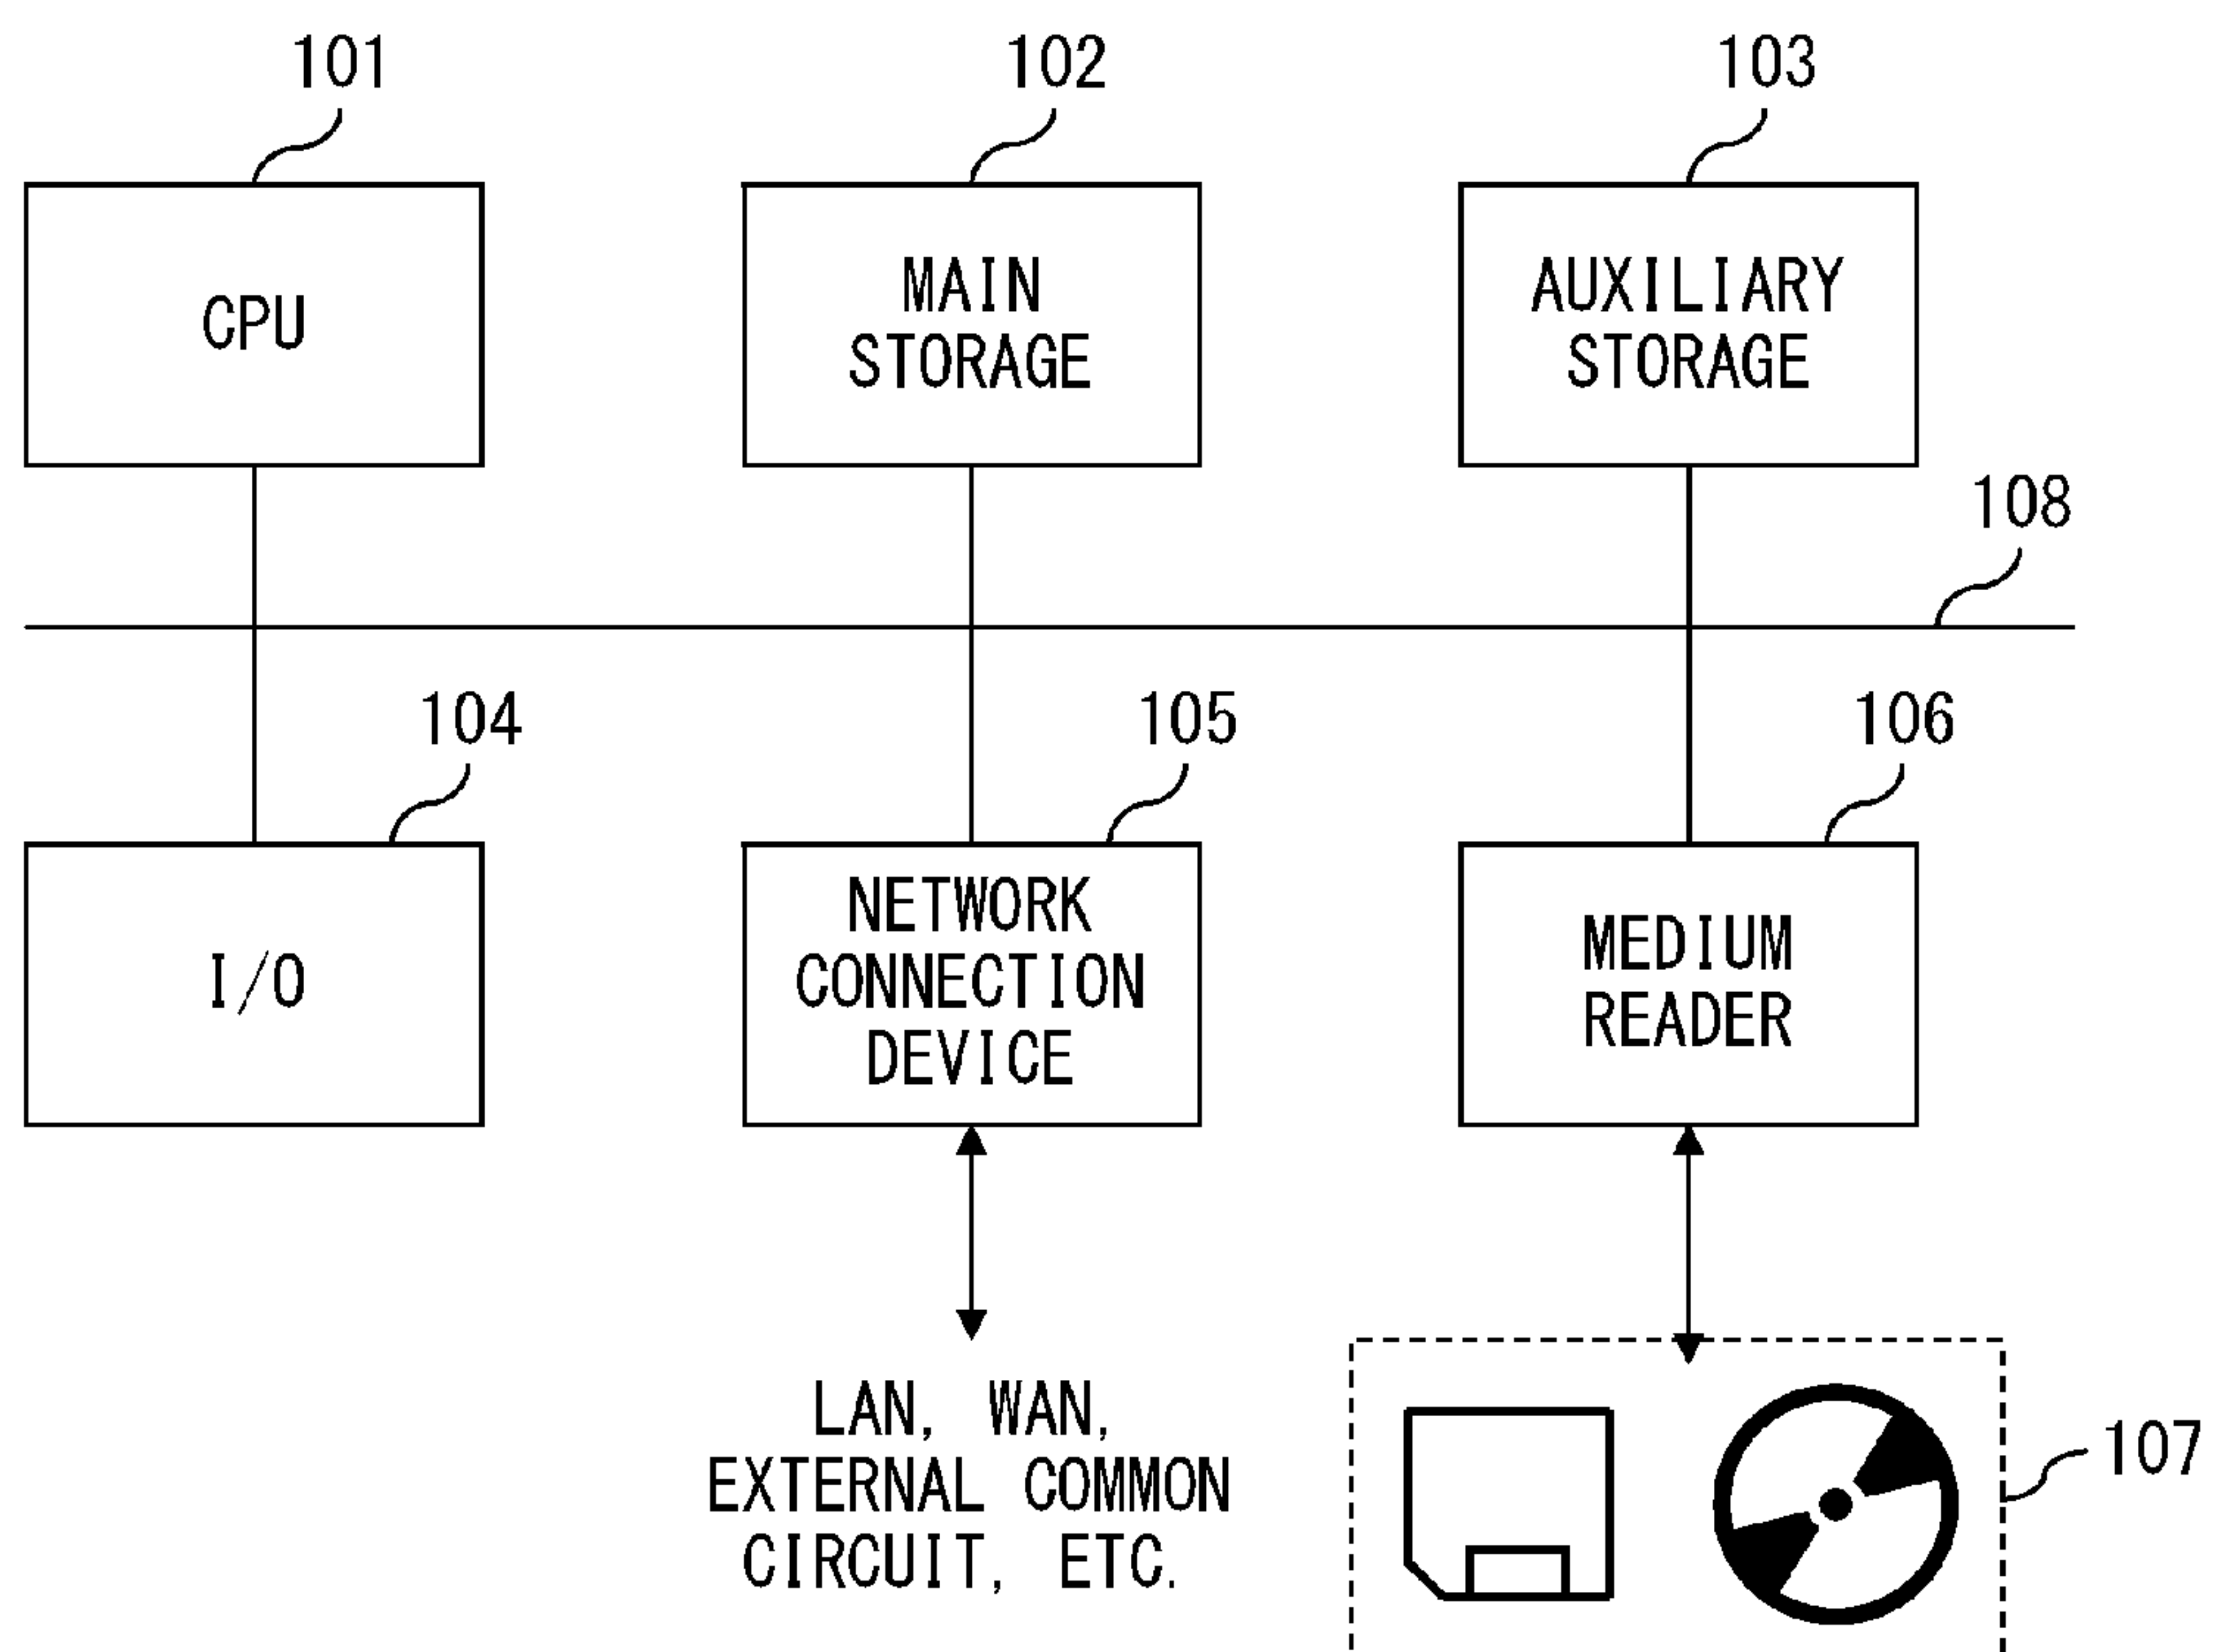 101
102
103
CPU
MAIN
STORAGE
AUXILIARY
STORAGE
108
104
105
106
I/O
NETWORK
CONNECTION
DEVICE
MEDIUM
READER
LAN, WAN,
EXTERNAL COMMON
CIRCUIT, ETC.
107